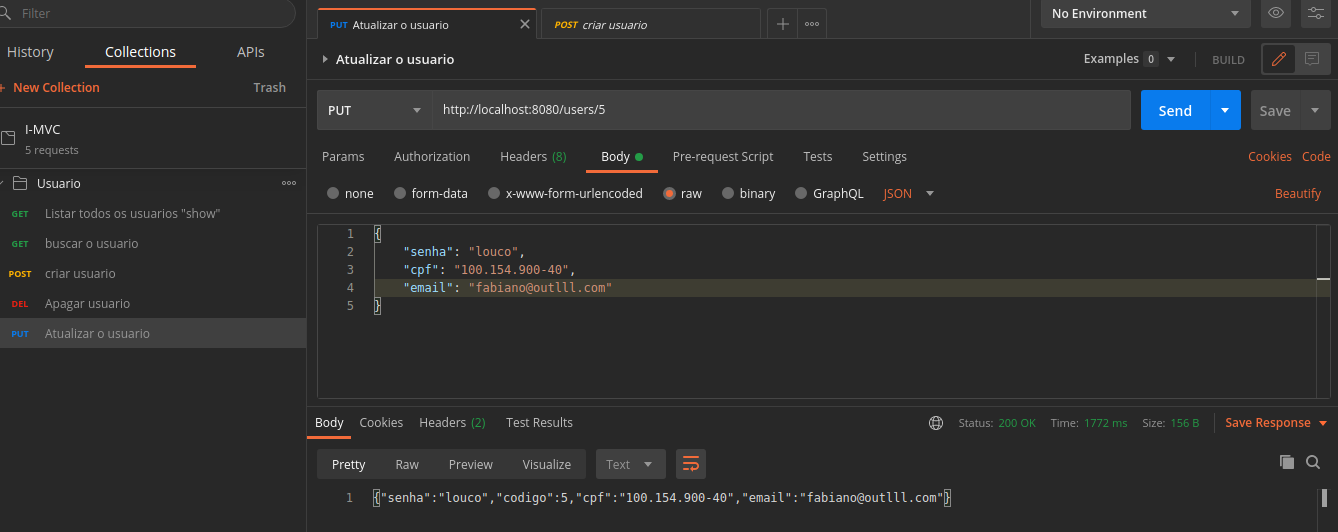 Filter
History Collections APIs
+ New Collection Trash
I-MVC
5 requests
Usuario
GET Listar todos os usuarios "show"
GET buscar o usuario
POST criar usuario
DEL Apagar usuario
PUT Atualizar o usuario
PUT Atualizar o usuario POST criar usuario
No Environment
Atualizar o usuario
Examples 0 BUILD
PUT http://localhost:8080/users/5 Send Save
Params Authorization Headers (8) Body Pre-request Script Tests Settings Cookies Code
none form-data x-www-form-urlencoded raw binary GraphQL JSON Beautify
1 {
2 "senha": "louco",
3 "cpf": "100.154.900-40",
4 "email": "fabiano@outlll.com"
5 }
Body Cookies Headers (2) Test Results Status: 200 OK Time: 1772 ms Size: 156 B Save Response
Pretty Raw Preview Visualize Text
1 {"senha":"louco","codigo":5,"cpf":"100.154.900-40","email":"fabiano@outlll.com"}